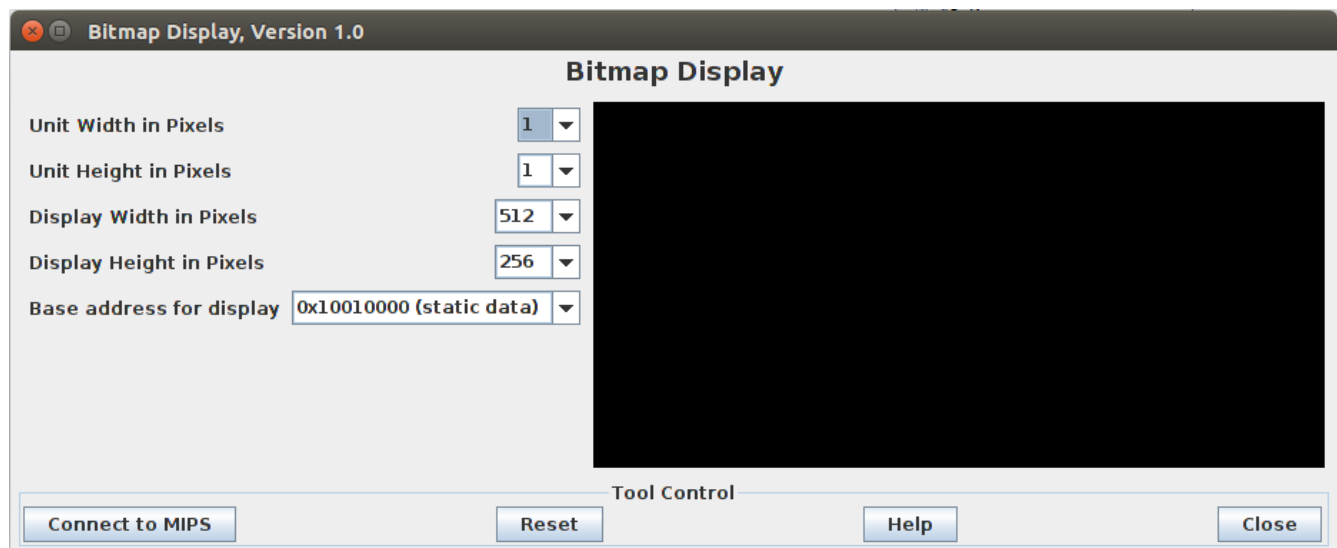 Bitmap Display, Version 1.0
Bitmap Display
Unit Width in Pixels 1
Unit Height in Pixels 1
Display Width in Pixels 512
Display Height in Pixels 256
Base address for display 0x10010000 (static data)
Tool Control
Connect to MIPS Reset Help Close